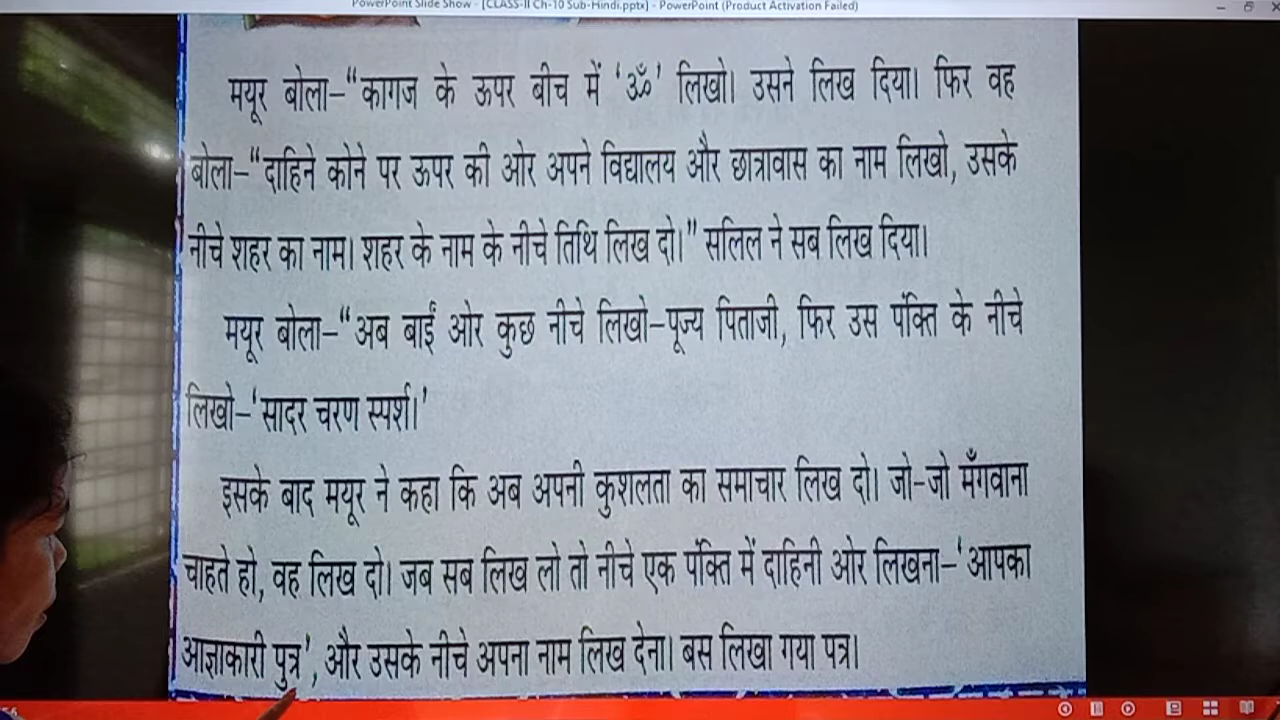 PowerPoint Slide Show - [CLASS-II Ch-10 Sub-Hindi.pptx] - PowerPoint (Product Activation Failed)
मयूर बोला–“कागज के ऊपर बीच में ‘ॐ’ लिखो। उसने लिख दिया। फिर वह
बोला–“दाहिने कोने पर ऊपर की ओर अपने विद्यालय और छात्रावास का नाम लिखो, उसके
नीचे शहर का नाम। शहर के नाम के नीचे तिथि लिख दो।” सलिल ने सब लिख दिया।
मयूर बोला–“अब बाईं ओर कुछ नीचे लिखो–पूज्य पिताजी, फिर उस पंक्ति के नीचे
लिखो–‘सादर चरण स्पर्श।’
इसके बाद मयूर ने कहा कि अब अपनी कुशलता का समाचार लिख दो। जो-जो मँगवाना
चाहते हो, वह लिख दो। जब सब लिख लो तो नीचे एक पंक्ति में दाहिनी ओर लिखना–‘आपका
आज्ञाकारी पुत्र’, और उसके नीचे अपना नाम लिख देना। बस लिखा गया पत्र।